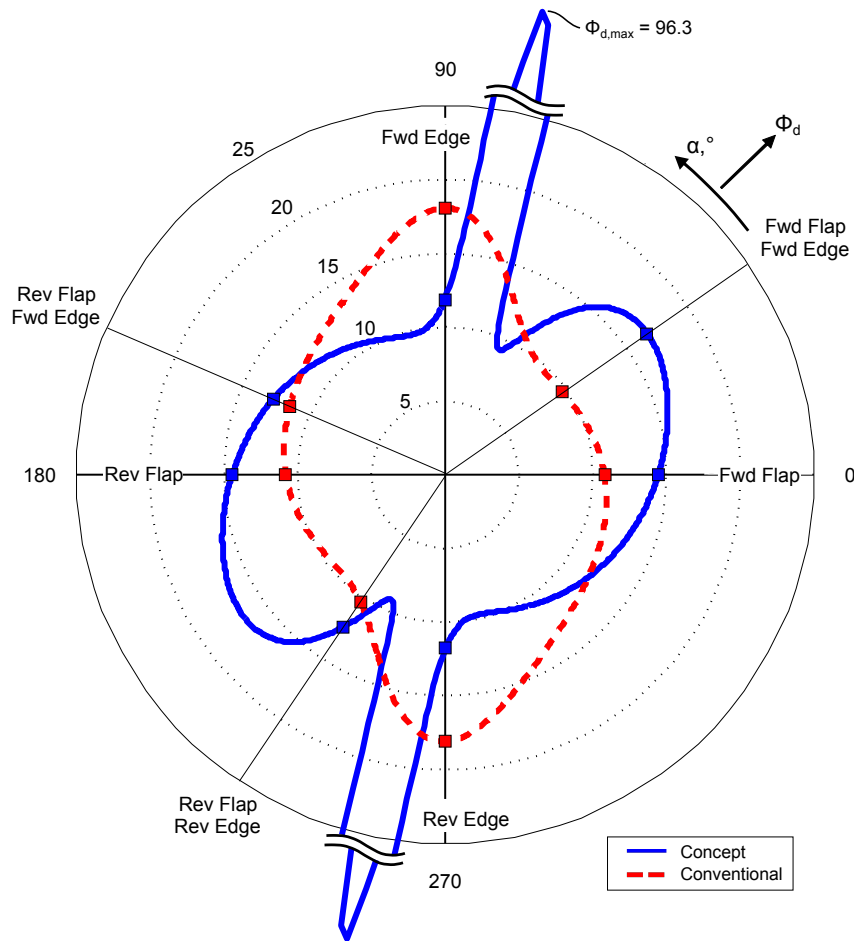 Φd,max = 96.3
90
Fwd Edge
α,°
Φd
25
20
15
10
5
Fwd Flap
Fwd Edge
Rev Flap
Fwd Edge
180
Rev Flap
Fwd Flap
0
Rev Flap
Rev Edge
Rev Edge
270
Concept
Conventional